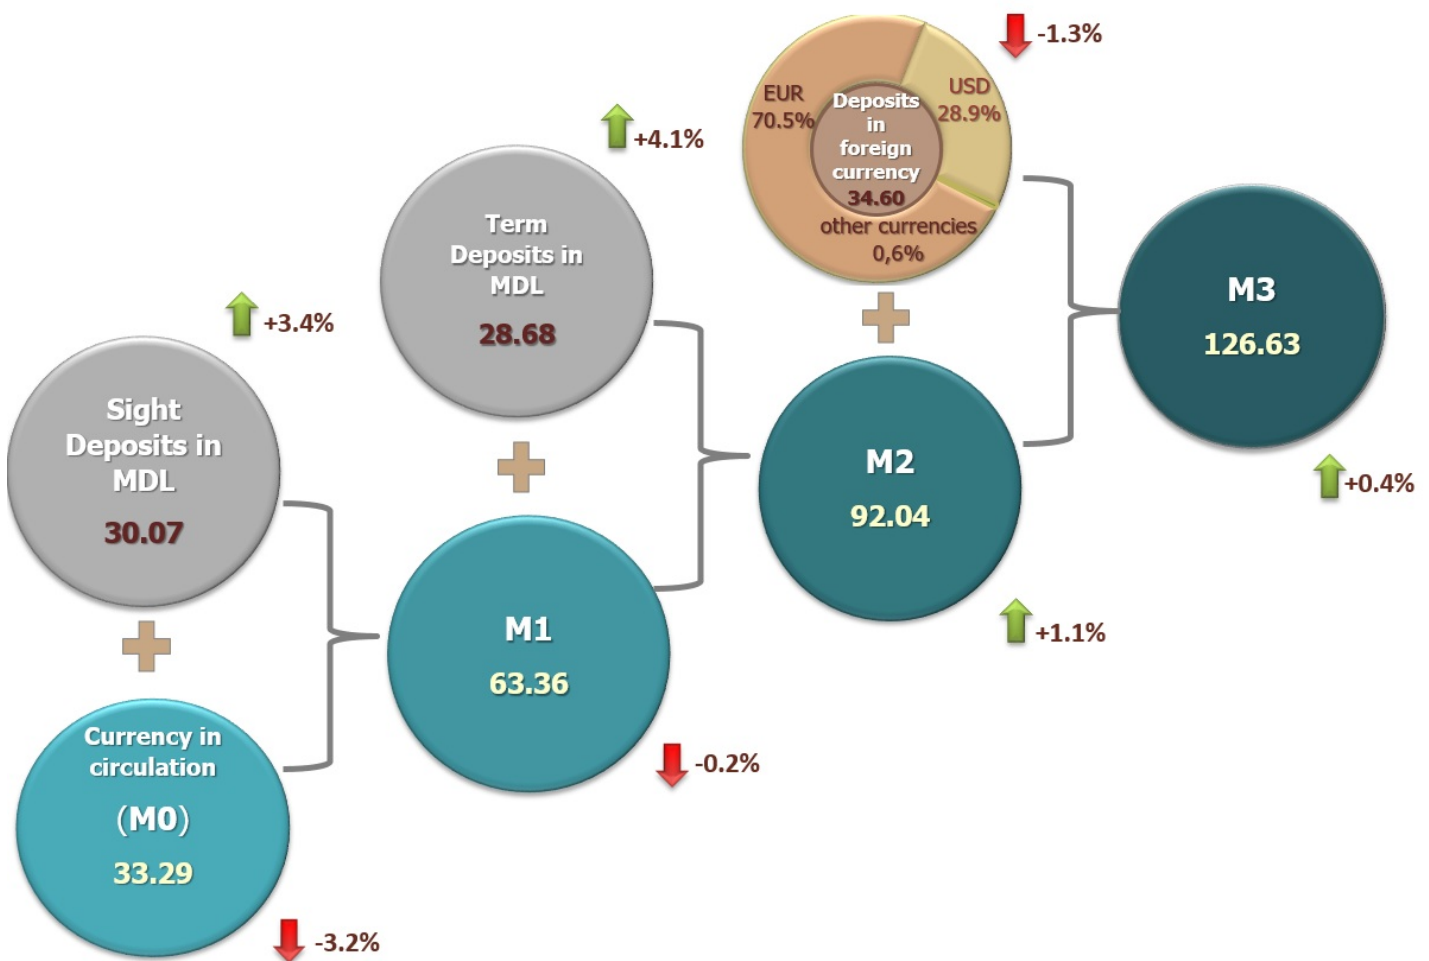 Sight
Deposits in
MDL
30.07
+3.4%
Currency in
circulation
(M0)
33.29
-3.2%
Term
Deposits in
MDL
28.68
+4.1%
M1
63.36
-0.2%
EUR
70.5%
USD
28.9%
Deposits
in
foreign
currency
34.60
other currencies
0,6%
-1.3%
M2
92.04
+1.1%
M3
126.63
+0.4%